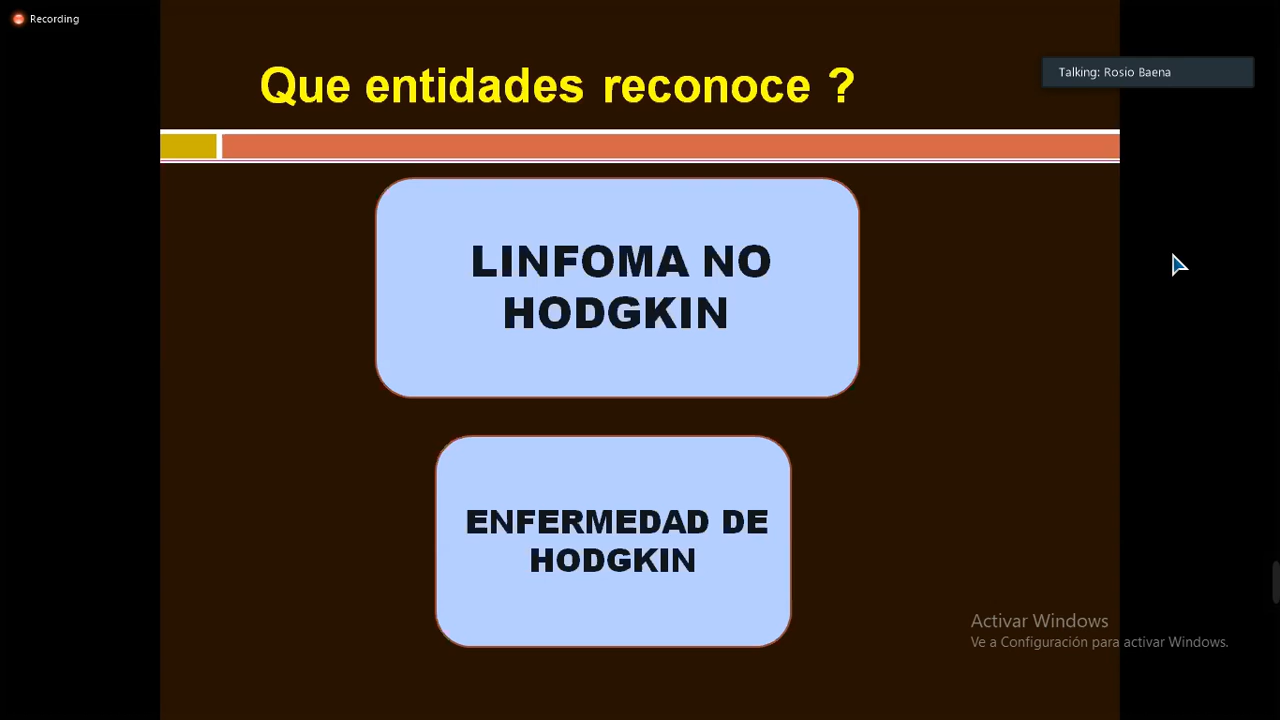 Recording
Que entidades reconoce ?
Talking: Rosio Baena
LINFOMA NO
HODGKIN
ENFERMEDAD DE
HODGKIN
Activar Windows
Ve a Configuración para activar Windows.